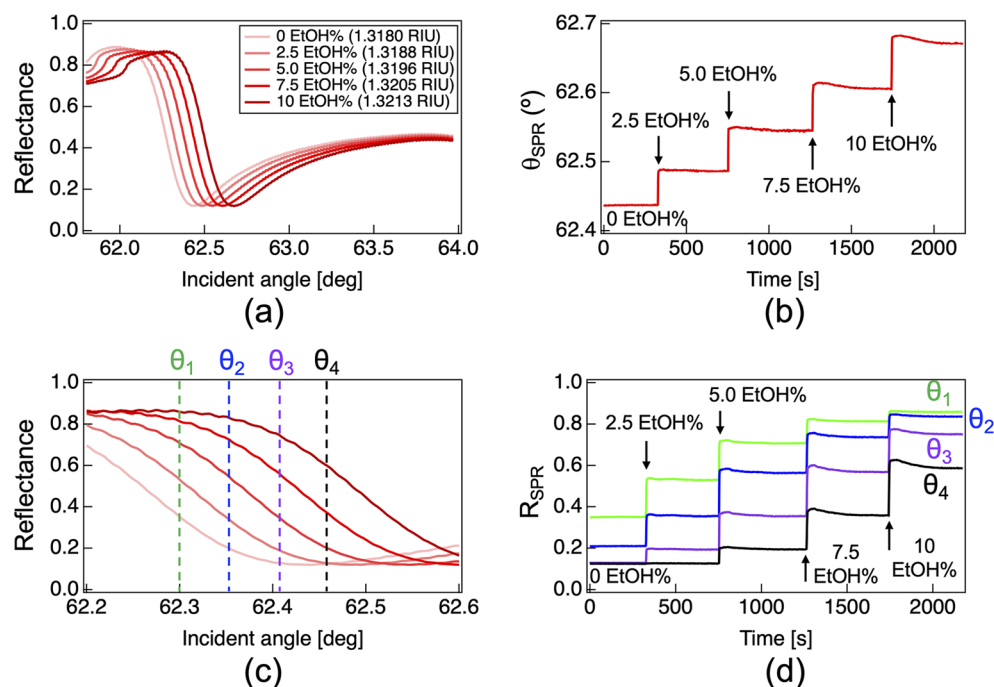 1.0
0.8
0.6
0.4
0.2
0.0
Reflectance
0 EtOH% (1.3180 RIU)
2.5 EtOH% (1.3188 RIU)
5.0 EtOH% (1.3196 RIU)
7.5 EtOH% (1.3205 RIU)
10 EtOH% (1.3213 RIU)
62.0 62.5 63.0 63.5 64.0
Incident angle [deg]
(a)
62.7
62.6
62.5
62.4
θSPR (º)
5.0 EtOH%
2.5 EtOH%
10 EtOH%
7.5 EtOH%
0 EtOH%
0 500 1000 1500 2000
Time [s]
(b)
θ1 θ2 θ3 θ4
1.0
0.8
0.6
0.4
0.2
0.0
Reflectance
62.2 62.3 62.4 62.5 62.6
Incident angle [deg]
(c)
1.0
0.8
0.6
0.4
0.2
0.0
RSPR
5.0 EtOH%
2.5 EtOH%
θ1
θ2
θ3
θ4
0 EtOH%
7.5
EtOH%
10
EtOH%
0 500 1000 1500 2000
Time [s]
(d)